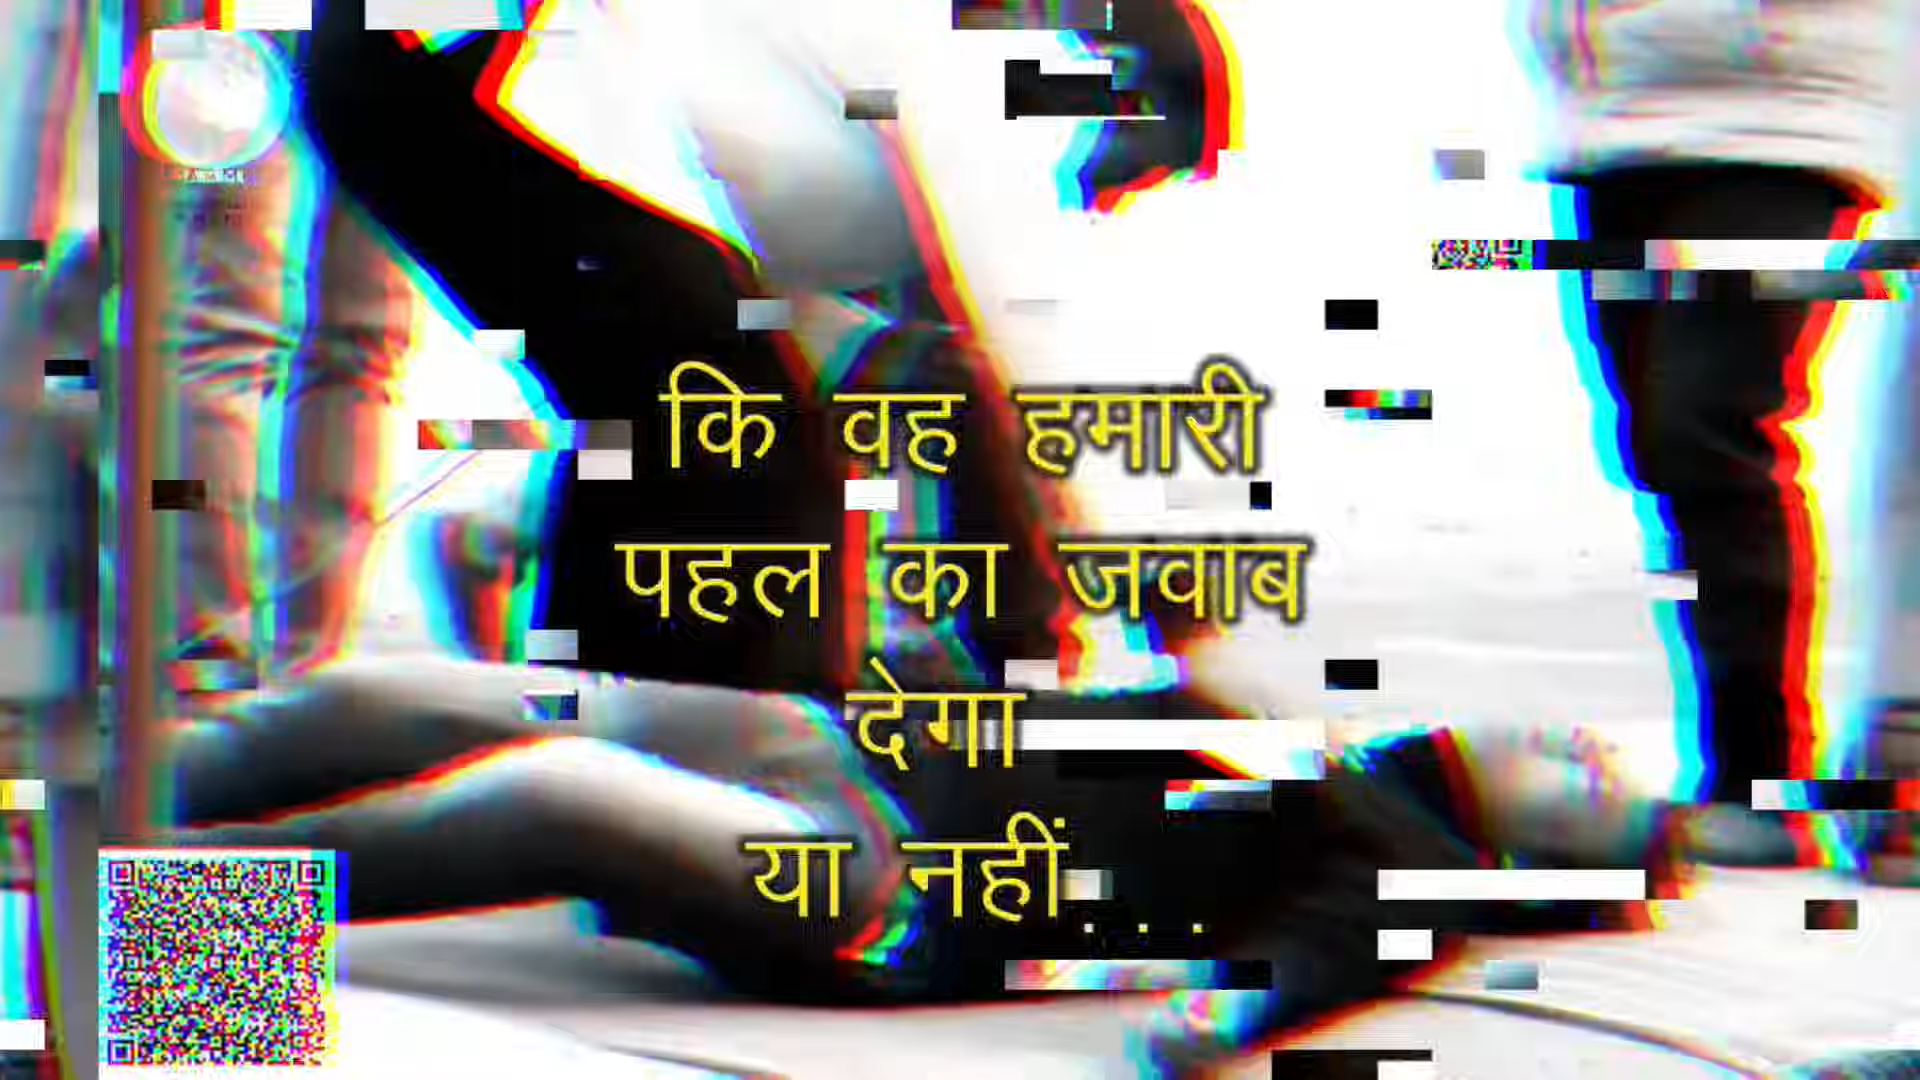 कि वह हमारी
पहल का जवाब
देगा
या नहीं...